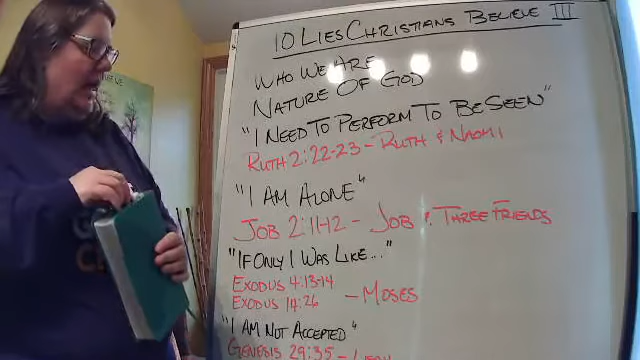 10 Lies Christians Believe III
Who We Are
Nature Of God
"I Need To Perform To Be Seen"
Ruth 2:22-23 - Ruth & Naomi
"I Am Alone"
Job 2:11-12 - Job & Three Friends
"If Only I Was Like..."
Exodus 4:13-14
Exodus 14:26 - Moses
"I Am Not Accepted"
Genesis 29:35 - Leah